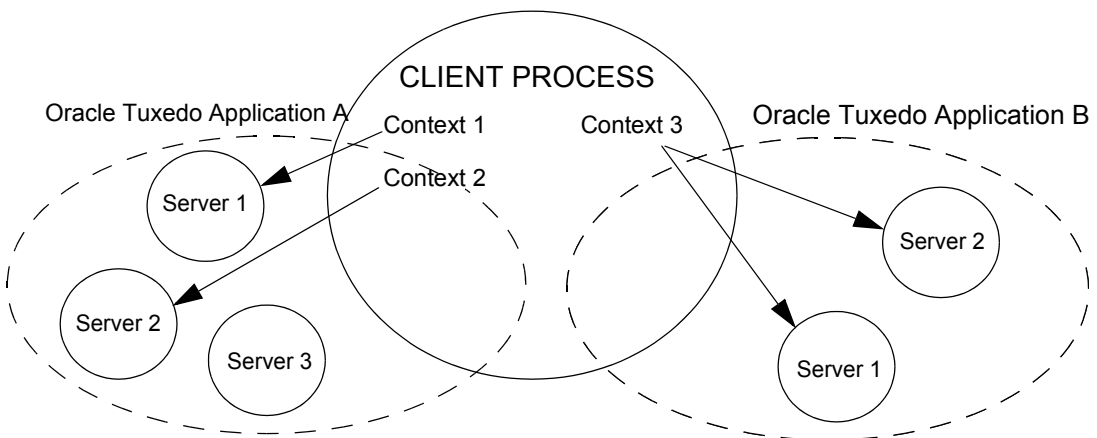 CLIENT PROCESS
Oracle Tuxedo Application A
Context 1
Context 3
Oracle Tuxedo Application B
Context 2
Server 1
Server 2
Server 2
Server 3
Server 1